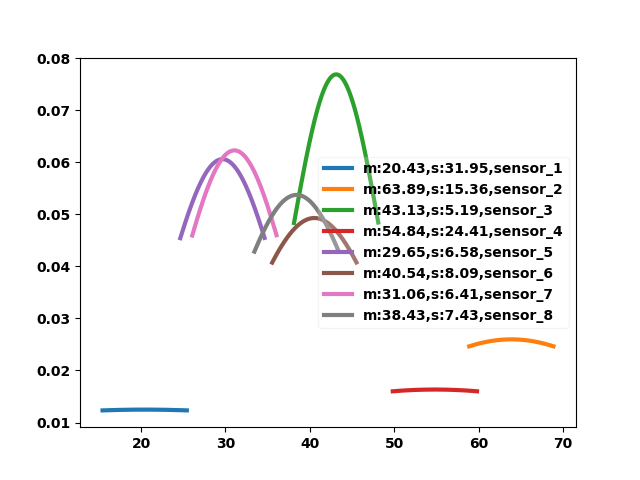 0.08
0.07
0.06
0.05
0.04
0.03
0.02
0.01
m:20.43,s:31.95,sensor_1
m:63.89,s:15.36,sensor_2
m:43.13,s:5.19,sensor_3
m:54.84,s:24.41,sensor_4
m:29.65,s:6.58,sensor_5
m:40.54,s:8.09,sensor_6
m:31.06,s:6.41,sensor_7
m:38.43,s:7.43,sensor_8
20 30 40 50 60 70